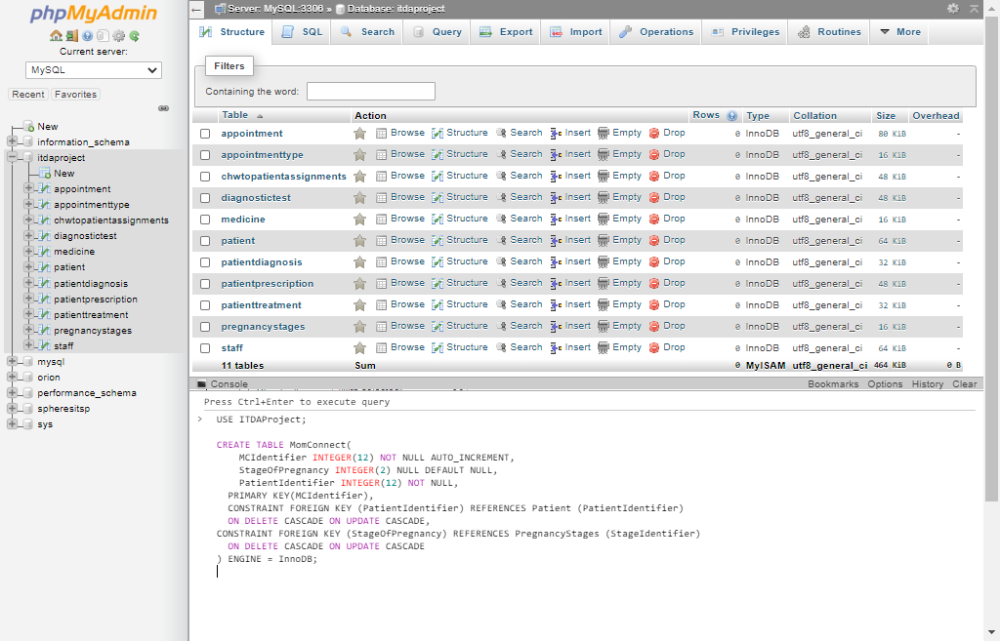 phpMyAdmin
Current server:
MySQL
Recent Favorites
New
information_schema
itdaproject
New
appointment
appointmenttype
chwtopatientassignments
diagnostictest
medicine
patient
patientdiagnosis
patientprescription
patienttreatment
pregnancystages
staff
mysql
orion
performance_schema
spheresitsp
sys
Server: MySQL:3306 » Database: itdaproject
Structure SQL Search Query Export Import Operations Privileges Routines More
Filters
Containing the word:
Table Action Rows Type Collation Size Overhead
appointment Browse Structure Search Insert Empty Drop 0 InnoDB utf8_general_ci 80 KiB -
appointmenttype Browse Structure Search Insert Empty Drop 0 InnoDB utf8_general_ci 16 KiB -
chwtopatientassignments Browse Structure Search Insert Empty Drop 0 InnoDB utf8_general_ci 48 KiB -
diagnostictest Browse Structure Search Insert Empty Drop 0 InnoDB utf8_general_ci 48 KiB -
medicine Browse Structure Search Insert Empty Drop 0 InnoDB utf8_general_ci 16 KiB -
patient Browse Structure Search Insert Empty Drop 0 InnoDB utf8_general_ci 64 KiB -
patientdiagnosis Browse Structure Search Insert Empty Drop 0 InnoDB utf8_general_ci 32 KiB -
patientprescription Browse Structure Search Insert Empty Drop 0 InnoDB utf8_general_ci 48 KiB -
patienttreatment Browse Structure Search Insert Empty Drop 0 InnoDB utf8_general_ci 32 KiB -
pregnancystages Browse Structure Search Insert Empty Drop 0 InnoDB utf8_general_ci 16 KiB -
staff Browse Structure Search Insert Empty Drop 0 InnoDB utf8_general_ci 64 KiB -
11 tables Sum 0 MyISAM utf8_general_ci 464 KiB 0 B
Console Bookmarks Options History Clear
Press Ctrl+Enter to execute query
> USE ITDAProject;
CREATE TABLE MomConnect(
MCIdentifier INTEGER(12) NOT NULL AUTO_INCREMENT,
StageOfPregnancy INTEGER(2) NULL DEFAULT NULL,
PatientIdentifier INTEGER(12) NOT NULL,
PRIMARY KEY(MCIdentifier),
CONSTRAINT FOREIGN KEY (PatientIdentifier) REFERENCES Patient (PatientIdentifier)
ON DELETE CASCADE ON UPDATE CASCADE,
CONSTRAINT FOREIGN KEY (StageOfPregnancy) REFERENCES PregnancyStages (StageIdentifier)
ON DELETE CASCADE ON UPDATE CASCADE
) ENGINE = InnoDB;